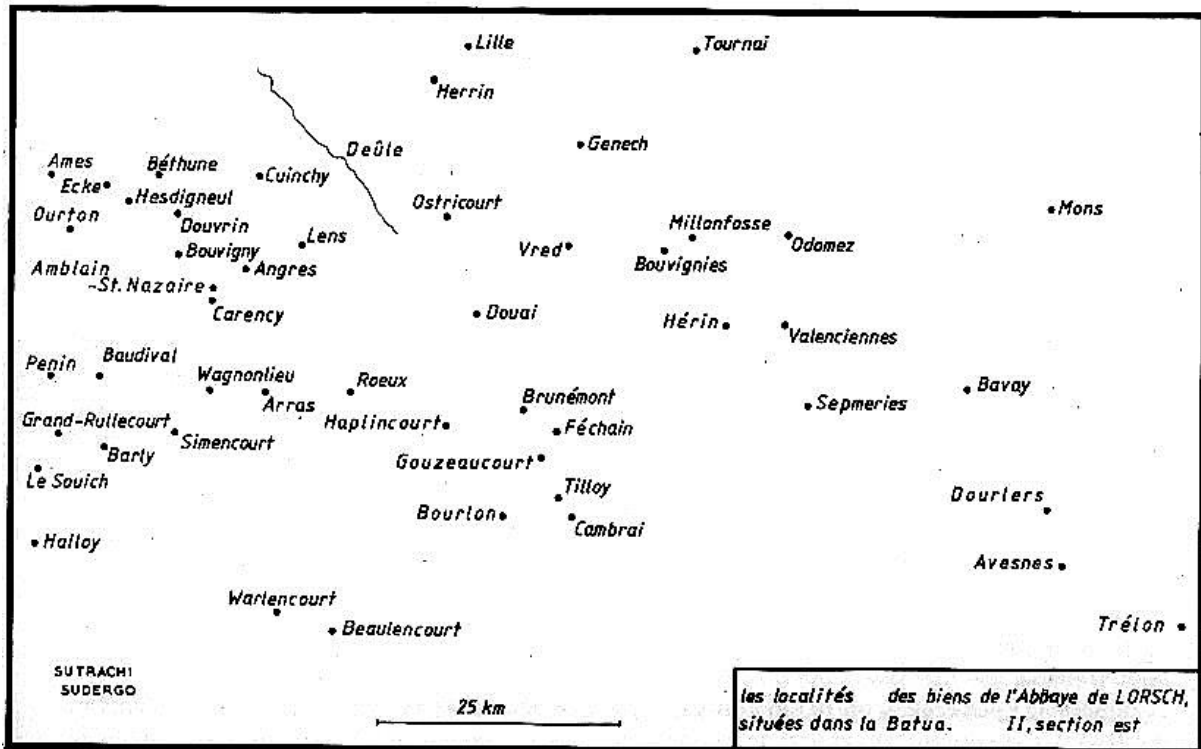 Lille
Tournai
Herrin
Genech
Deûle
Ames
Béthune
Cuinchy
Ecke
Hesdigneul
Ostricourt
Mons
Ourton
Douvrin
Millonfosse
Lens
Vred
Odomez
Bouvigny
Bouvignies
Amblain
Angres
-St. Nazaire
Carency
Douai
Hérin
Valenciennes
Penin
Baudival
Wagnonlieu
Roeux
Bavay
Arras
Brunémont
Sepmeries
Grand-Rullecourt
Simencourt
Haplincourt
Féchain
Barly
Gouzeaucourt
Le Souich
Tilloy
Dourlers
Bourlon
Cambrai
Halloy
Avesnes
Warlencourt
Beaulencourt
Trélon
SUTRACHI
SUDERGO
25 km
les localités des biens de l'Abbaye de LORSCH,
situées dans la Batua. II, section est